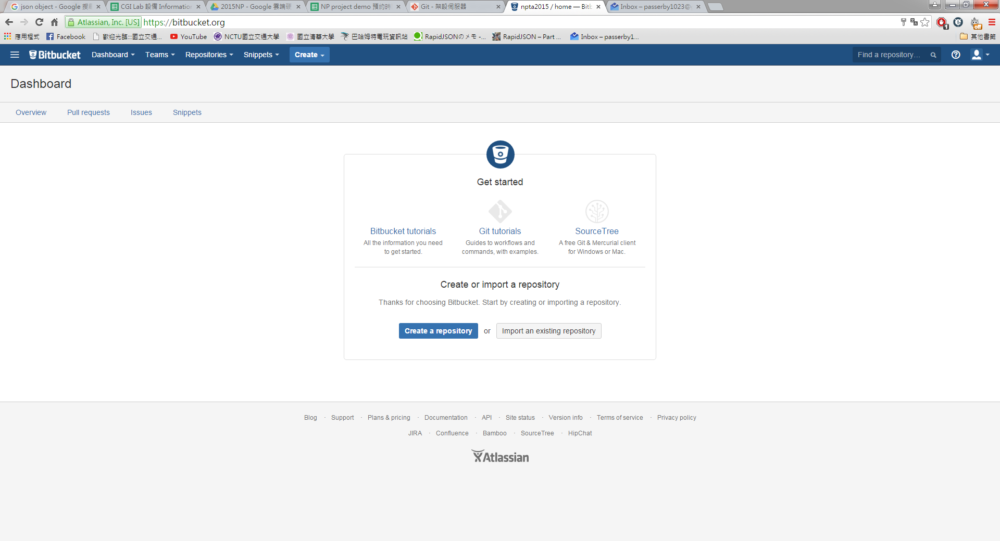 json object - Google 搜尋
CGI Lab 設備 Information
2015NP - Google 雲端硬
NP project demo 預約時
Git - 架設伺服器
npta2015 / home — Bitb
Inbox – passerby1023@
Atlassian, Inc. [US] https://bitbucket.org
應用程式 Facebook 歡迎光臨:::國立交通... YouTube NCTU國立交通大學 國立清華大學 巴哈姆特電玩資訊站 RapidJSONのメモ -... RapidJSON – Part ... Inbox – passerby1... 其他書籤
Bitbucket Dashboard Teams Repositories Snippets Create Find a repository...
Dashboard
Overview Pull requests Issues Snippets
Get started
Bitbucket tutorials
All the information you need
to get started.
Git tutorials
Guides to workflows and
commands, with examples.
SourceTree
A free Git & Mercurial client
for Windows or Mac.
Create or import a repository
Thanks for choosing Bitbucket. Start by creating or importing a repository.
Create a repository or Import an existing repository
Blog · Support · Plans & pricing · Documentation · API · Site status · Version info · Terms of service · Privacy policy
JIRA · Confluence · Bamboo · SourceTree · HipChat
Atlassian